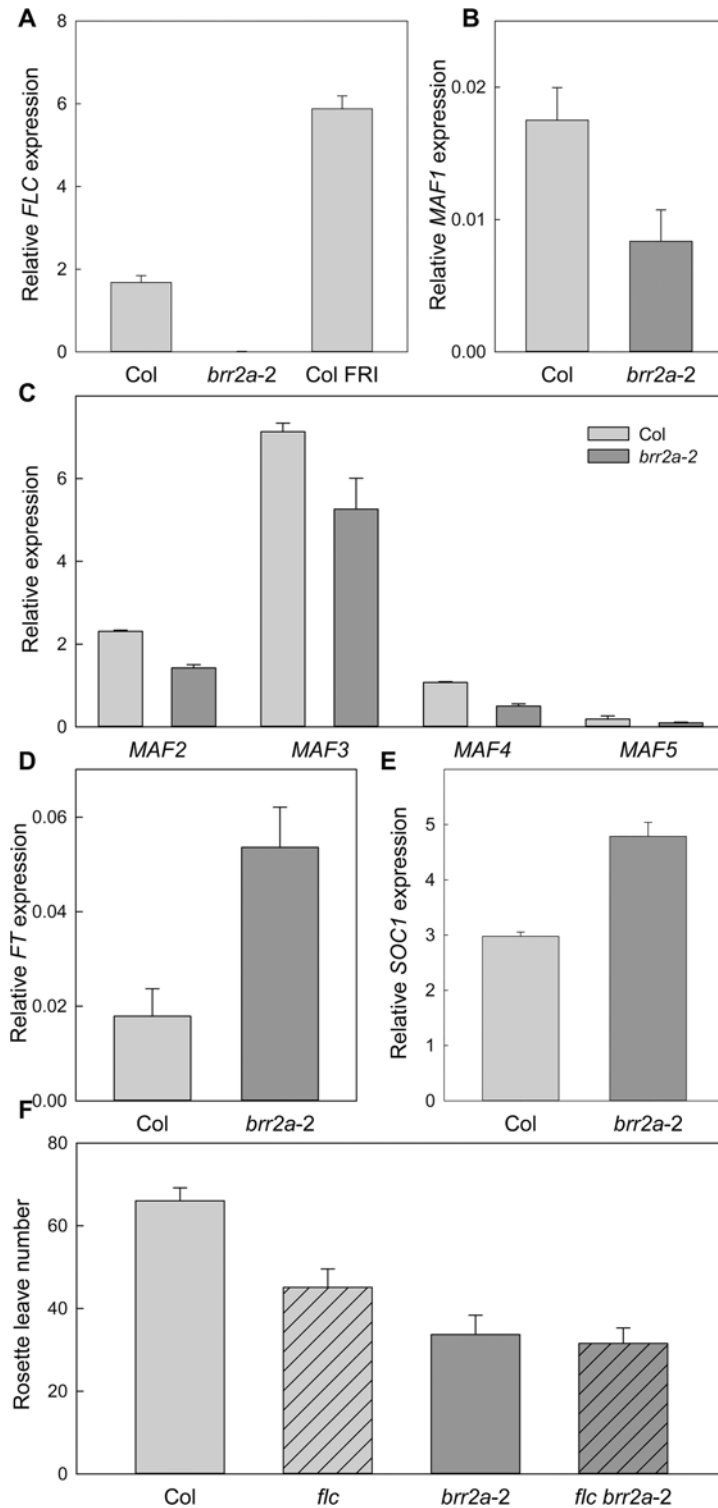 A
B
8
6
4
2
0
Relative FLC expression
Col brr2a-2 Col FRI
0.02
0.01
0.00
Relative MAF1 expression
Col brr2a-2
C
6
4
2
0
Relative expression
Col
brr2a-2
MAF2 MAF3 MAF4 MAF5
D
0.06
0.04
0.02
0.00
Relative FT expression
Col brr2a-2
E
5
4
3
2
1
0
Relative SOC1 expression
Col brr2a-2
F
80
60
40
20
0
Rosette leave number
Col flc brr2a-2 flc brr2a-2